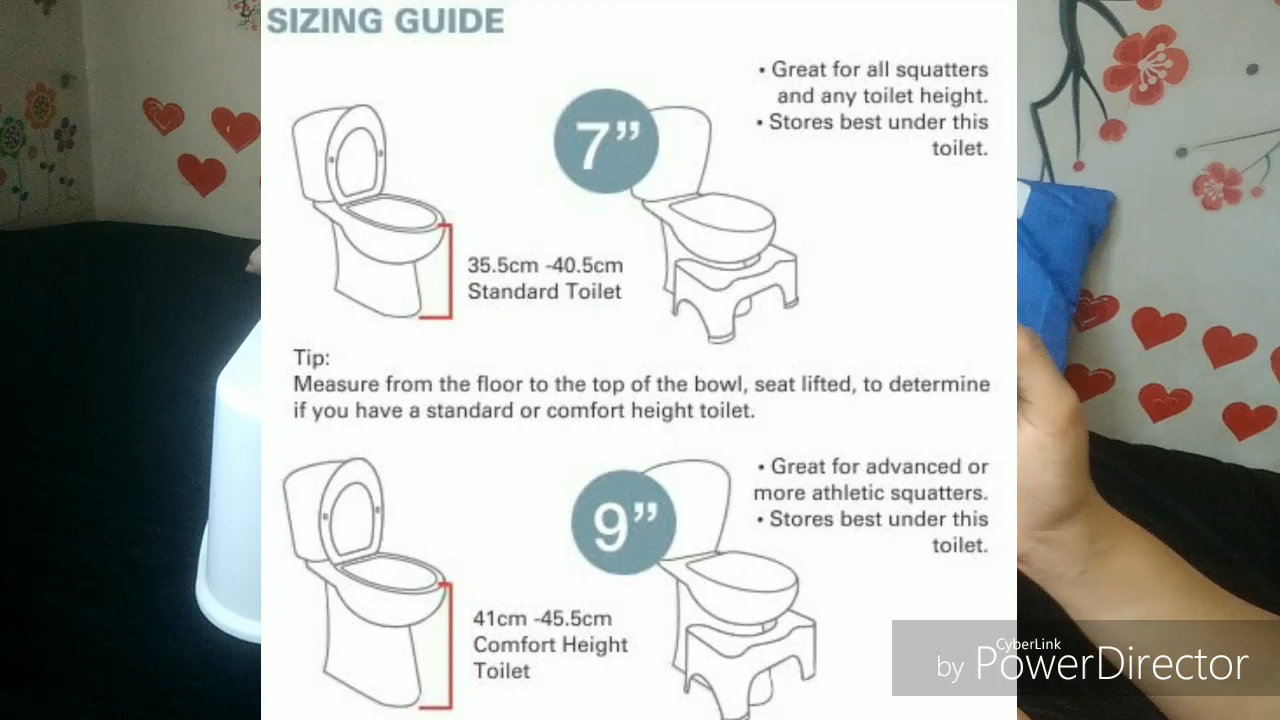 SIZING GUIDE
7”
• Great for all squatters
and any toilet height.
• Stores best under this
toilet.
35.5cm -40.5cm
Standard Toilet
Tip:
Measure from the floor to the top of the bowl, seat lifted, to determine
if you have a standard or comfort height toilet.
9”
• Great for advanced or
more athletic squatters.
• Stores best under this
toilet.
41cm -45.5cm
Comfort Height
Toilet
CyberLink
by PowerDirector